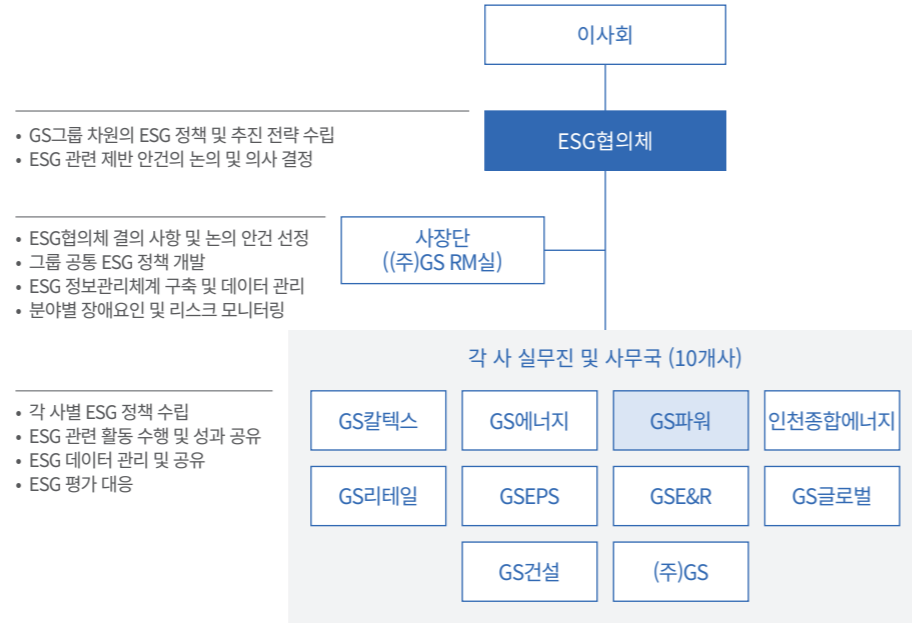 이사회
ESG협의체
• GS그룹 차원의 ESG 정책 및 추진 전략 수립
• ESG 관련 제반 안건의 논의 및 의사 결정
• ESG협의체 결의 사항 및 논의 안건 선정
• 그룹 공통 ESG 정책 개발
• ESG 정보관리체계 구축 및 데이터 관리
• 분야별 장애요인 및 리스크 모니터링
사장단
((주)GS RM실)
각 사 실무진 및 사무국 (10개사)
• 각 사별 ESG 정책 수립
• ESG 관련 활동 수행 및 성과 공유
• ESG 데이터 관리 및 공유
• ESG 평가 대응
GS칼텍스 GS에너지 GS파워 인천종합에너지
GS리테일 GSEPS GSE&R GS글로벌
GS건설 (주)GS